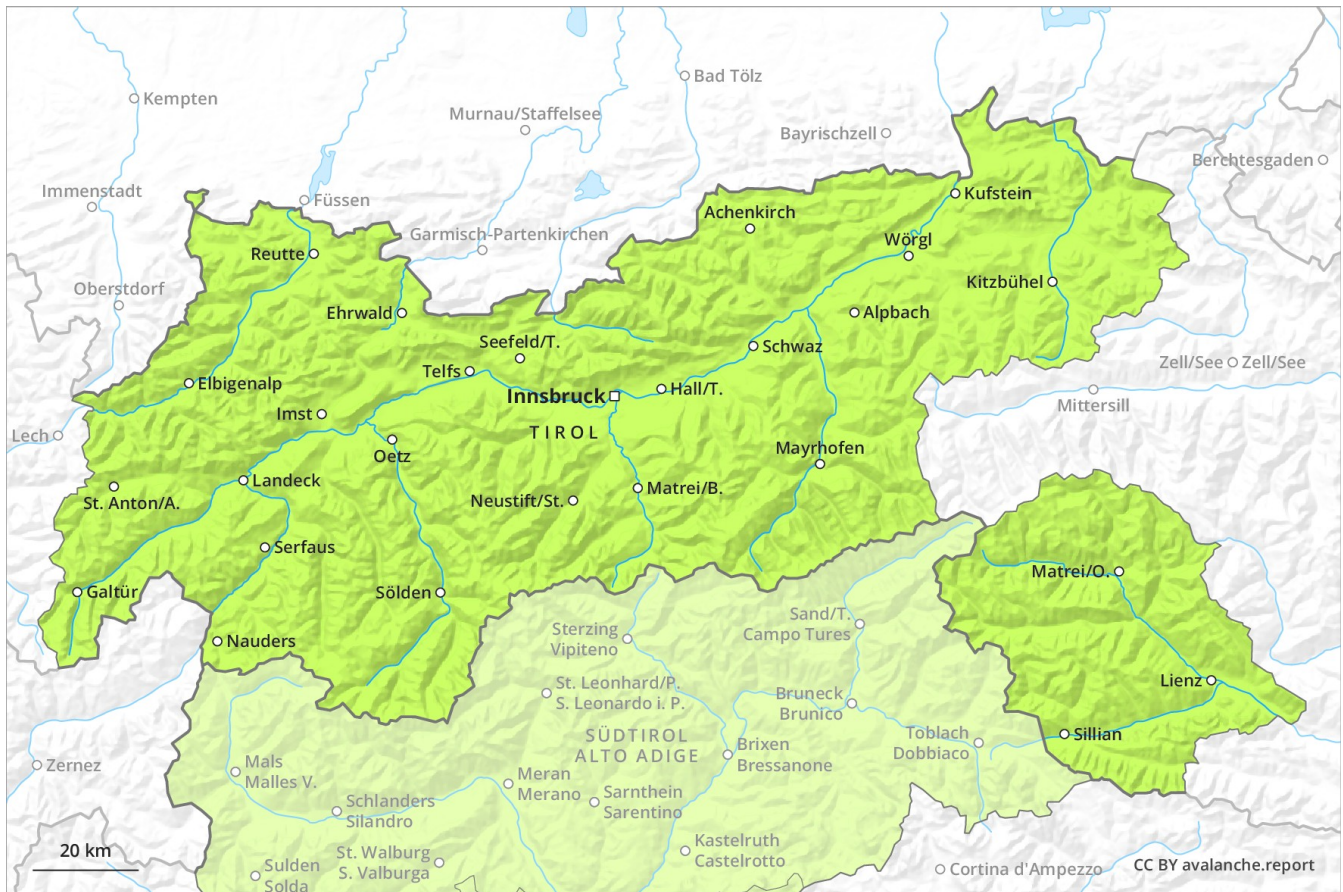 Bad Tölz
Kempten
Murnau/Staffelsee
Bayrischzell
Berchtesgaden
Immenstadt
Füssen
Kufstein
Achenkirch
Garmisch-Partenkirchen
Wörgl
Reutte
Oberstdorf
Kitzbühel
Ehrwald
Alpbach
Seefeld/T.
Schwaz
Zell/See
Zell/See
Telfs
Elbigenalp
Hall/T.
Innsbruck
Mittersill
Imst
TIROL
Lech
Oetz
Mayrhofen
Landeck
Matrei/B.
St. Anton/A.
Neustift/St.
Serfaus
Matrei/O.
Galtür
Sölden
Sand/T.
Campo Tures
Sterzing
Vipiteno
Nauders
Lienz
St. Leonhard/P.
S. Leonardo i. P.
Bruneck
Brunico
Sillian
SÜDTIROL
ALTO ADIGE
Toblach
Dobbiaco
Brixen
Bressanone
Zernez
Mals
Malles V.
Meran
Merano
Sarnthein
Sarentino
Schlanders
Silandro
Kastelruth
Castelrotto
20 km
St. Walburg
S. Valburga
Sulden
Solda
Cortina d'Ampezzo
CC BY avalanche.report